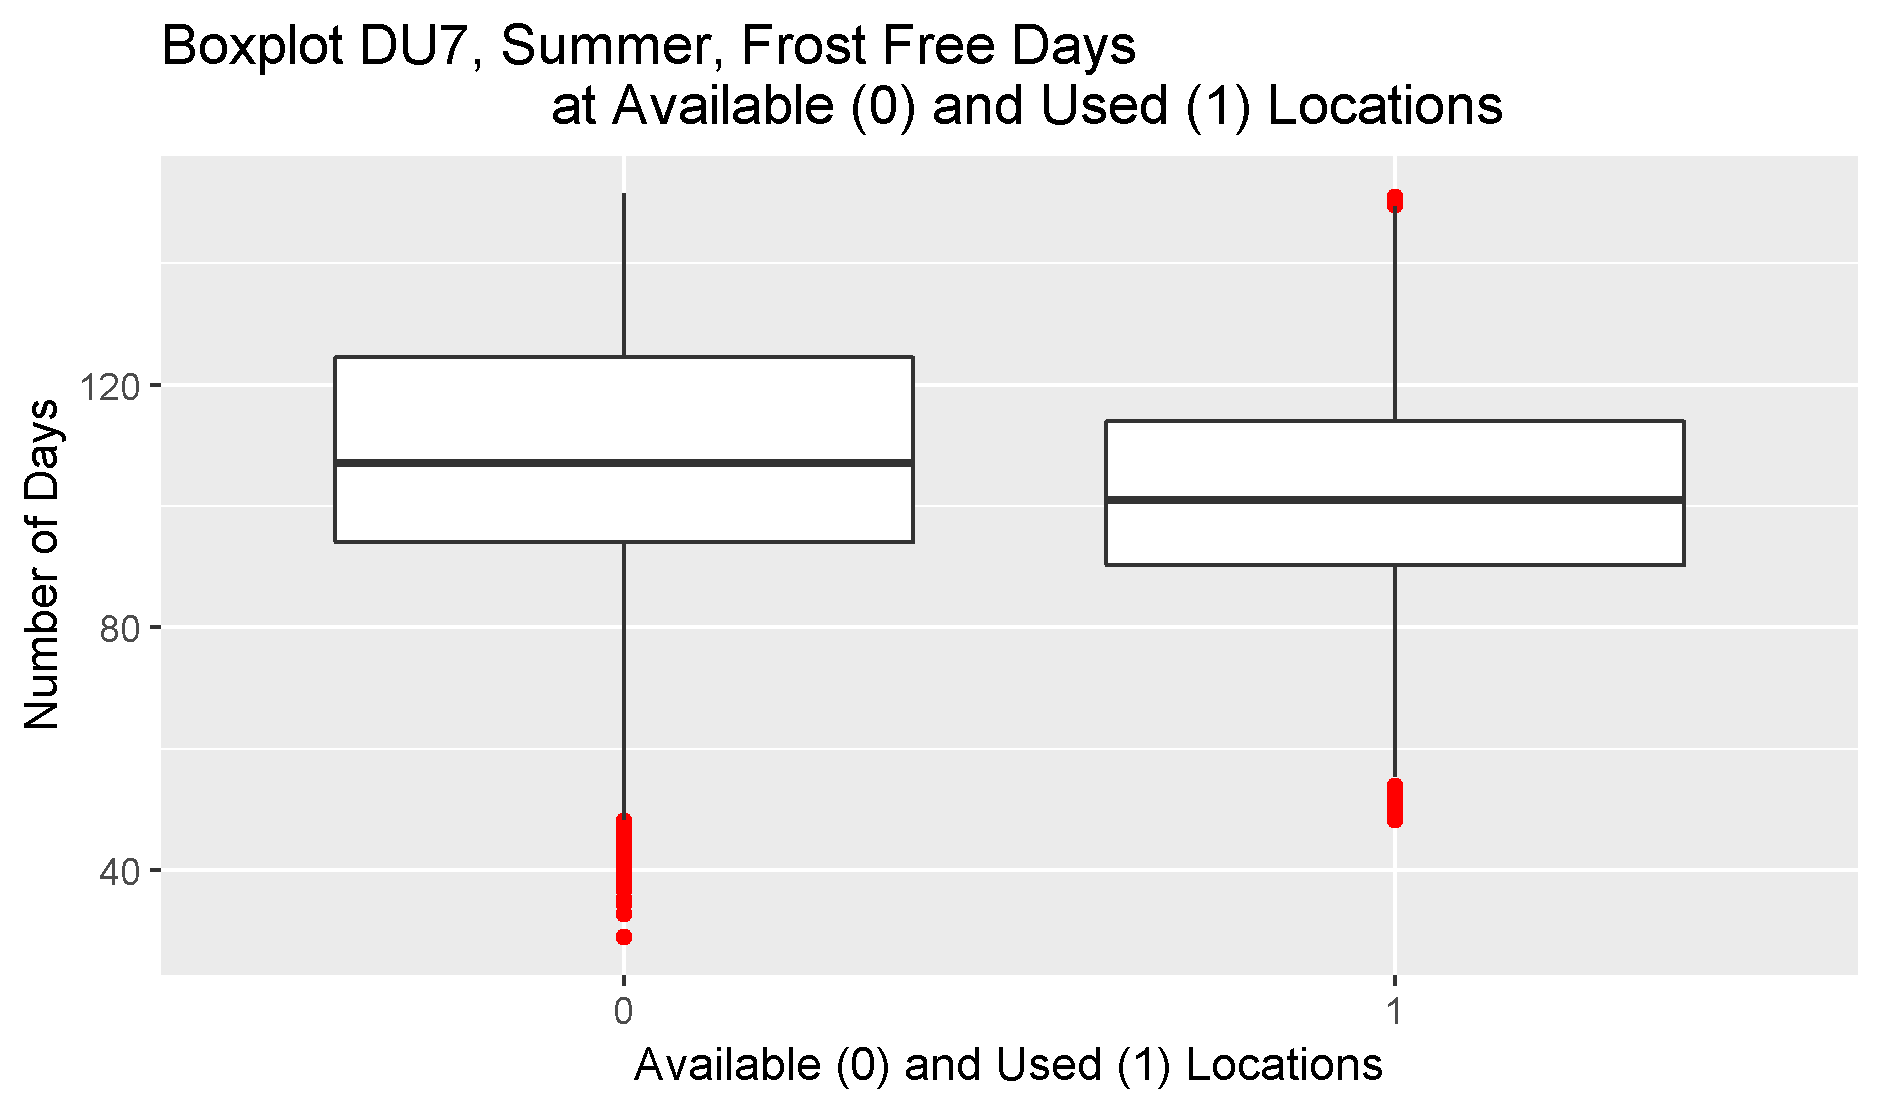 Boxplot DU7, Summer, Frost Free Days
at Available (0) and Used (1) Locations
Number of Days
120
80
40
0
1
Available (0) and Used (1) Locations